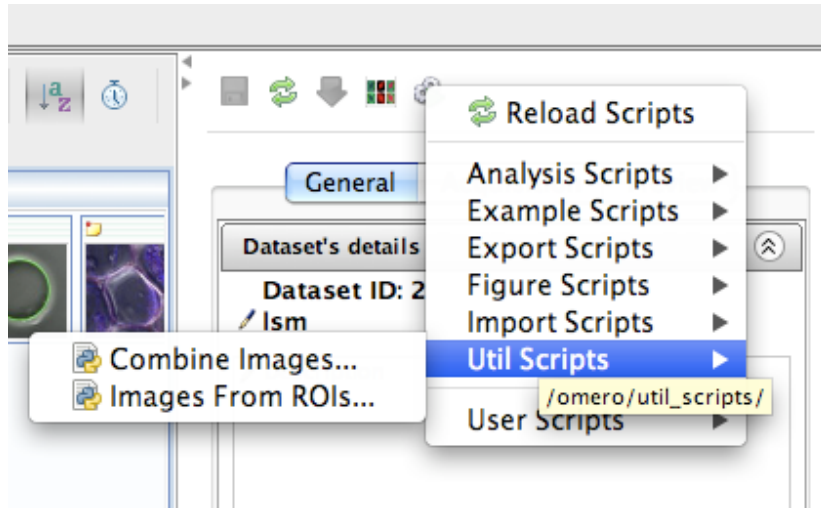 a
z
Reload Scripts
General
Analysis Scripts
Example Scripts
Dataset's details
Export Scripts
Dataset ID: 2
Figure Scripts
lsm
Import Scripts
Combine Images...
Util Scripts
Images From ROIs...
/omero/util_scripts/
User Scripts